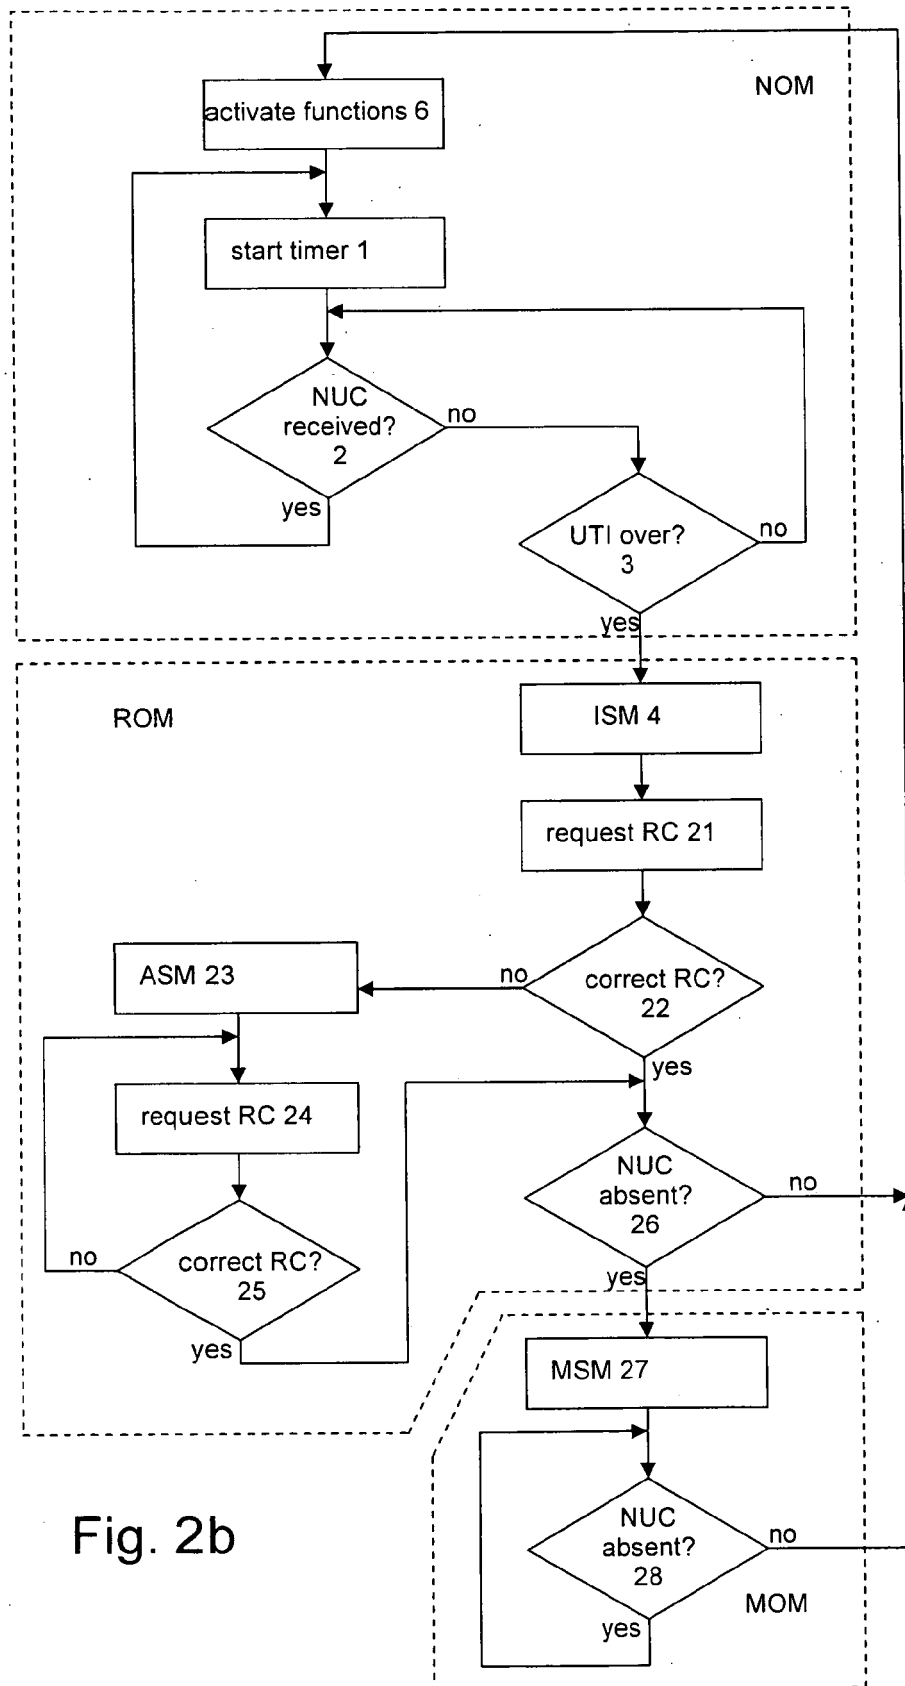 NOM
activate functions 6
start timer 1
NUC
received?
2
no
yes
UTI over?
3
no
yes
ROM
ISM 4
request RC 21
correct RC?
22
no
yes
ASM 23
request RC 24
correct RC?
25
no
yes
NUC
absent?
26
no
yes
MSM 27
NUC
absent?
28
no
yes
MOM
Fig. 2b